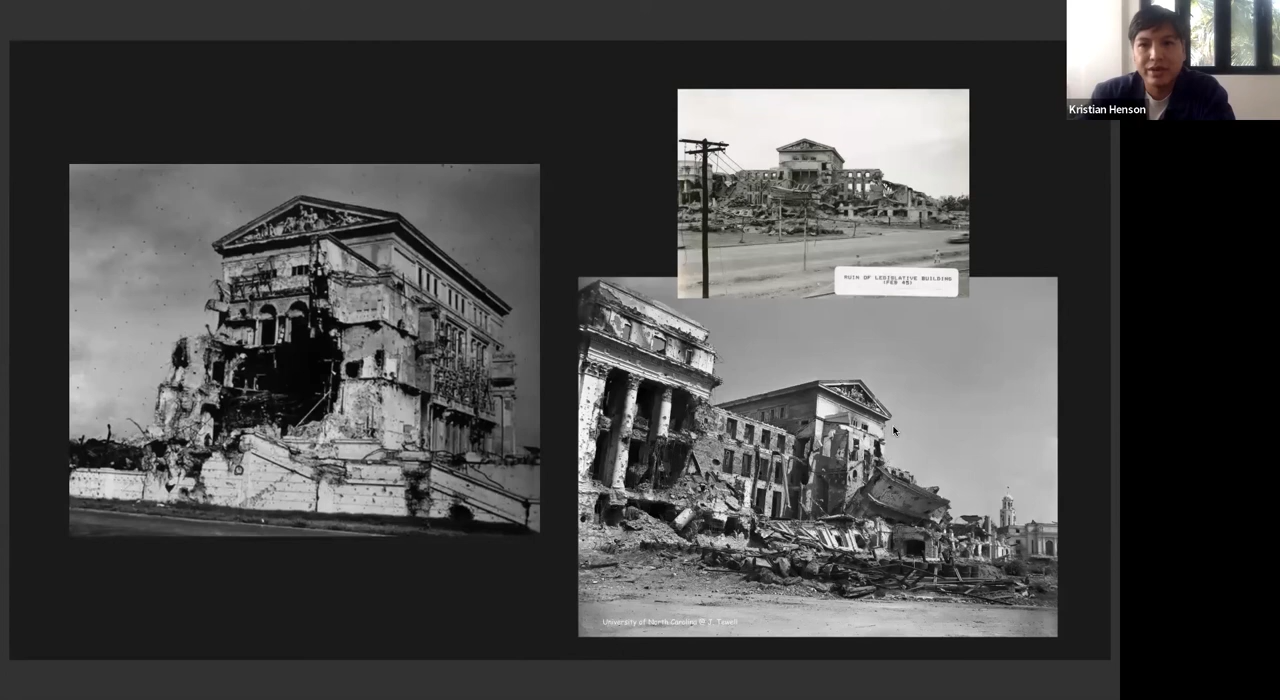 Kristian Henson
RUIN OF LEGISLATIVE BUILDING
(FEB 45)
University of North Carolina @ J. Tewell